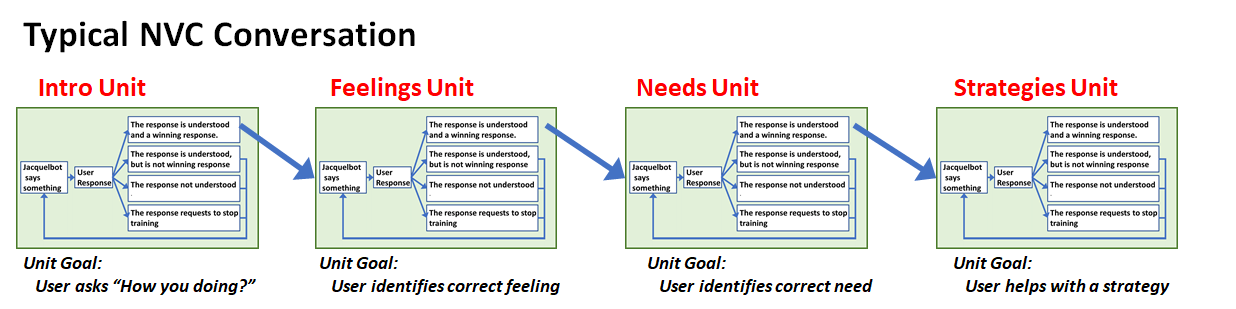 Typical NVC Conversation
Intro Unit
The response is understood
and a winning response.
The response is understood,
but is not winning response
Jacquelbot
says
something
User
Response
The response not understood
The response requests to stop
training
Unit Goal:
User asks “How you doing?”
Feelings Unit
The response is understood
and a winning response.
The response is understood,
but is not winning response
Jacquelbot
says
something
User
Response
The response not understood
The response requests to stop
training
Unit Goal:
User identifies correct feeling
Needs Unit
The response is understood
and a winning response.
The response is understood,
but is not winning response
Jacquelbot
says
something
User
Response
The response not understood
The response requests to stop
training
Unit Goal:
User identifies correct need
Strategies Unit
The response is understood
and a winning response.
The response is understood,
but is not winning response
Jacquelbot
says
something
User
Response
The response not understood
The response requests to stop
training
Unit Goal:
User helps with a strategy